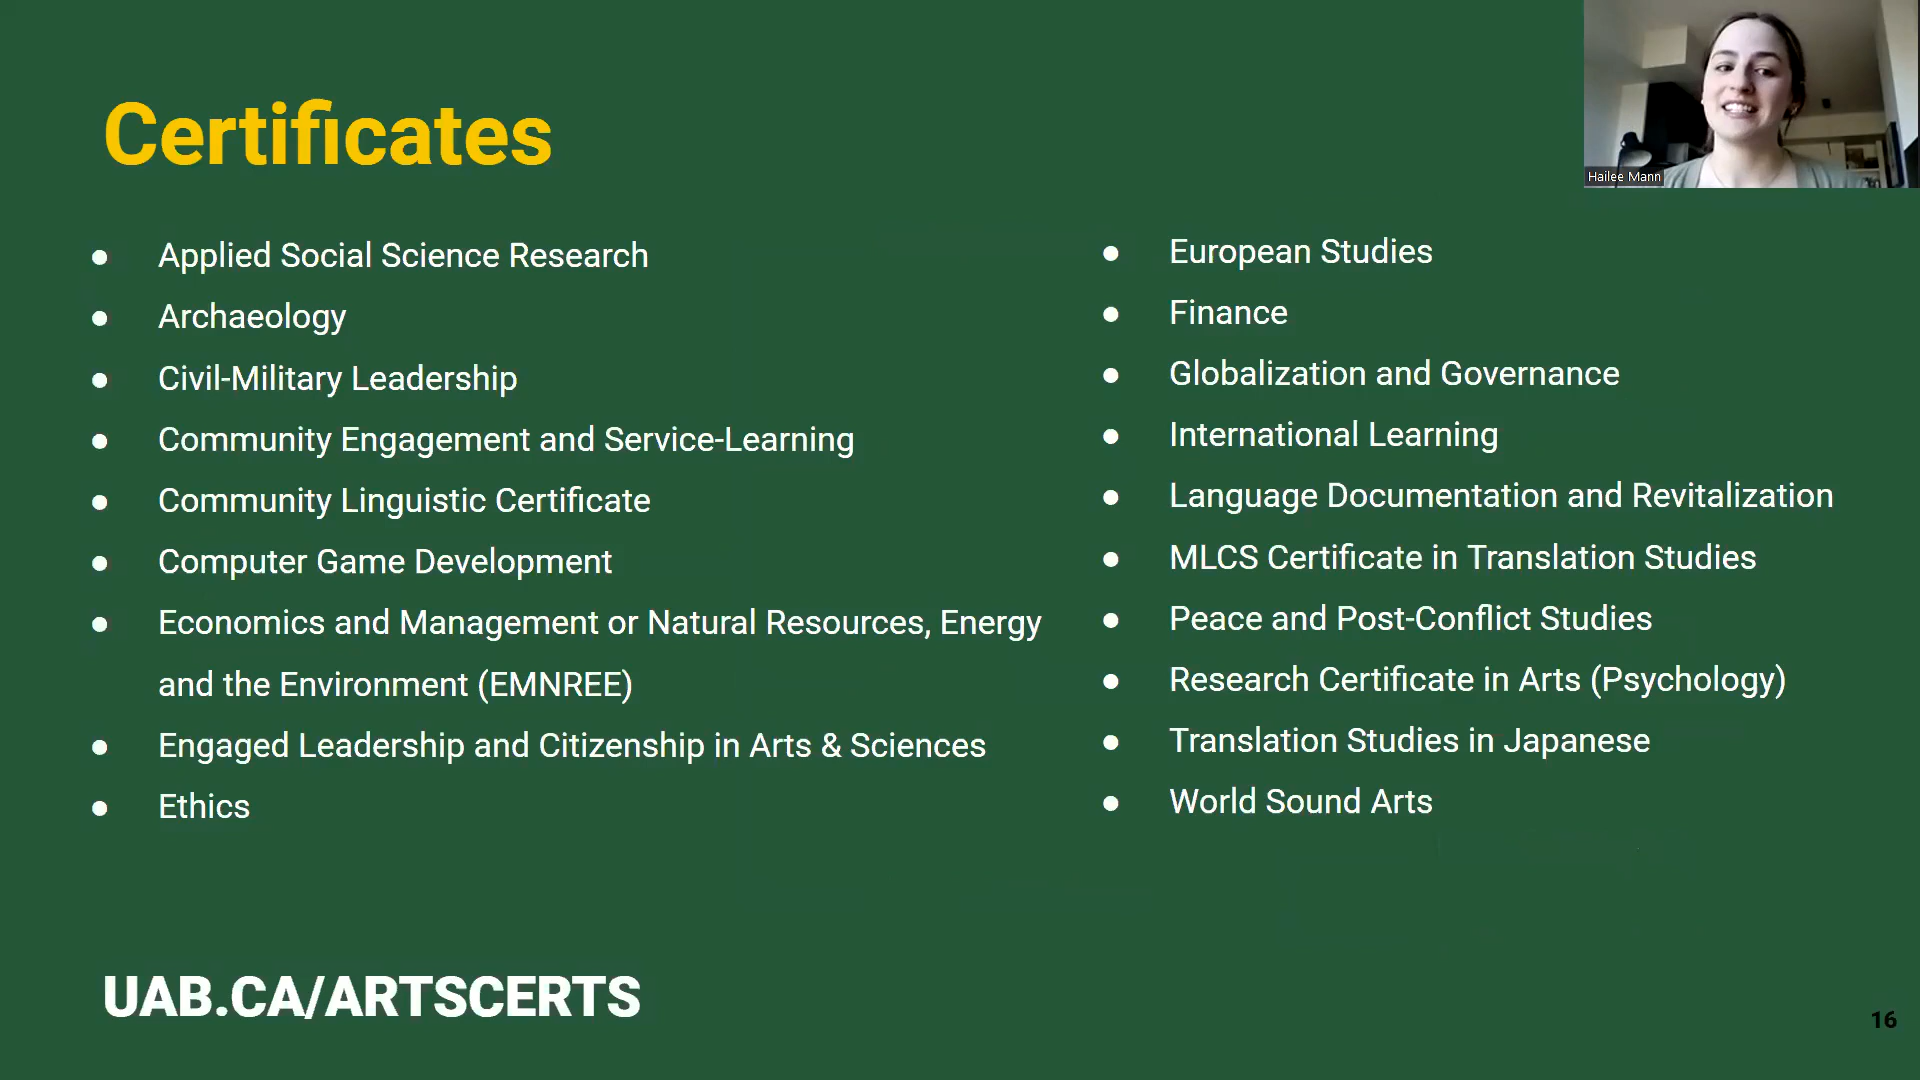 Certificates
Hailee Mann
● Applied Social Science Research
● Archaeology
● Civil-Military Leadership
● Community Engagement and Service-Learning
● Community Linguistic Certificate
● Computer Game Development
● Economics and Management or Natural Resources, Energy
and the Environment (EMNREE)
● Engaged Leadership and Citizenship in Arts & Sciences
● Ethics
● European Studies
● Finance
● Globalization and Governance
● International Learning
● Language Documentation and Revitalization
● MLCS Certificate in Translation Studies
● Peace and Post-Conflict Studies
● Research Certificate in Arts (Psychology)
● Translation Studies in Japanese
● World Sound Arts
UAB.CA/ARTSCERTS
16